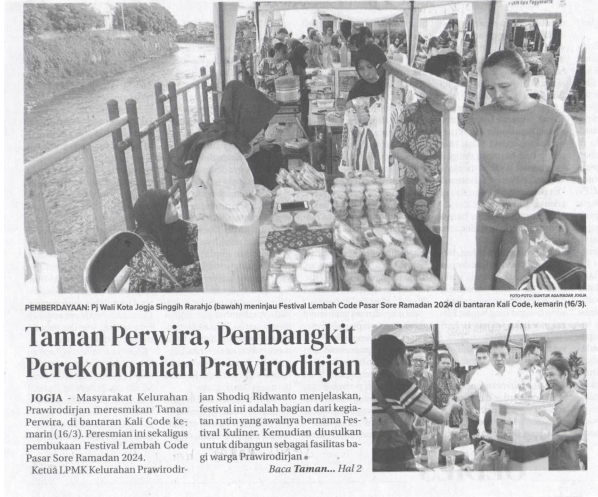 FOTO-FOTO: GUNTUR AGA/RADAR JOGJA
PEMBERDAYAAN: Pj Wali Kota Jogja Singgih Rarahjo (bawah) meninjau Festival Lembah Code Pasar Sore Ramadan 2024 di bantaran Kali Code, kemarin (16/3).
Taman Perwira, Pembangkit
Perekonomian Prawirodirjan
JOGJA - Masyarakat Kelurahan
Prawirodirjan meresmikan Taman
Perwira, di bantaran Kali Code ke-
marin (16/3). Peresmian ini sekaligus
pembukaan Festival Lembah Code
Pasar Sore Ramadan 2024.
Ketua LPMK Kelurahan Prawirodir-
jan Shodiq Ridwanto menjelaskan,
festival ini adalah bagian dari kegia-
tan rutin yang awalnya bernama Fes-
tival Kuliner. Kemudian diusulkan
untuk dibangun sebagai fasilitas ba-
gi warga Prawirodirjan
Baca Taman... Hal 2